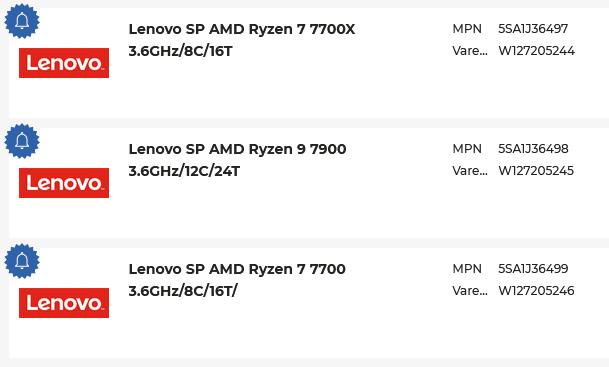 Lenovo SP AMD Ryzen 7 7700X
3.6GHz/8C/16T
MPN 5SA1J36497
Vare... W127205244
Lenovo
Lenovo SP AMD Ryzen 9 7900
3.6GHz/12C/24T
MPN 5SA1J36498
Vare... W127205245
Lenovo
Lenovo SP AMD Ryzen 7 7700
3.6GHz/8C/16T/
MPN 5SA1J36499
Vare... W127205246
Lenovo